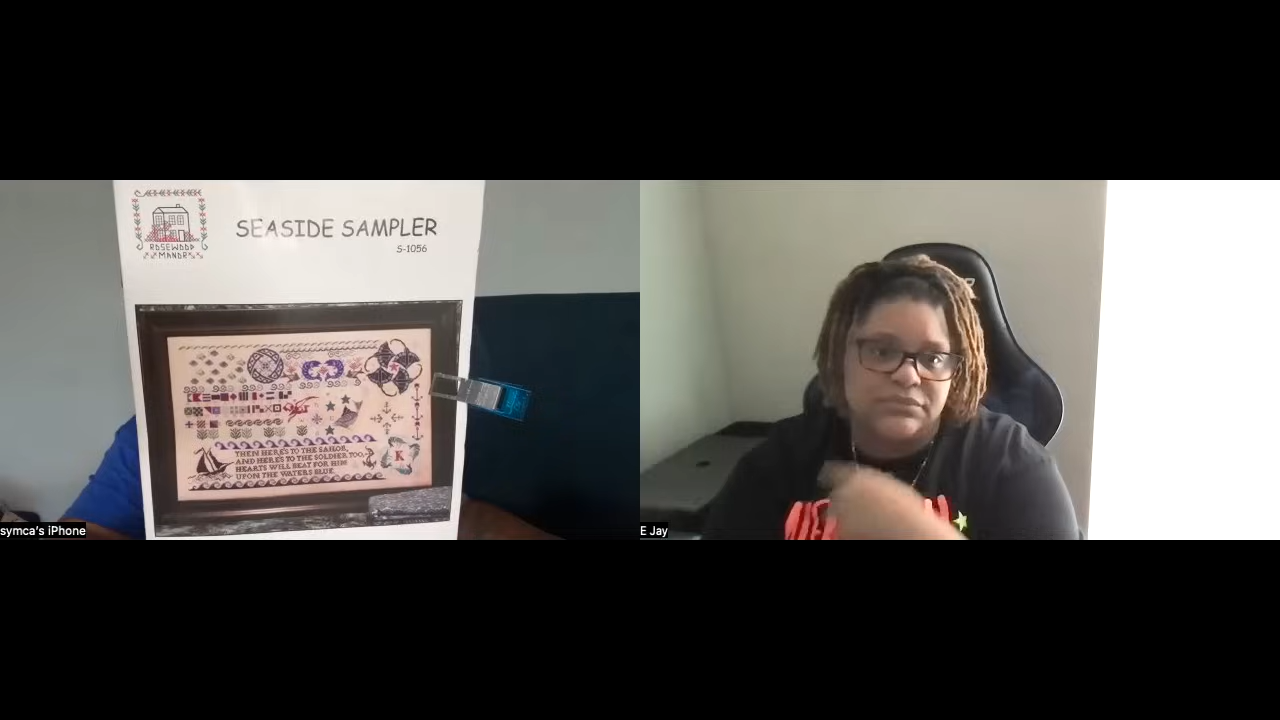 ROSEWOOD
MANOR
SEASIDE SAMPLER
S-1056
THEN HERE'S TO THE SAILOR,
AND HERE'S TO THE SOLDIER TOO,
HEARTS WILL BEAT FOR HIM
UPON THE WATERS BLUE.
K
symca's iPhone
E Jay